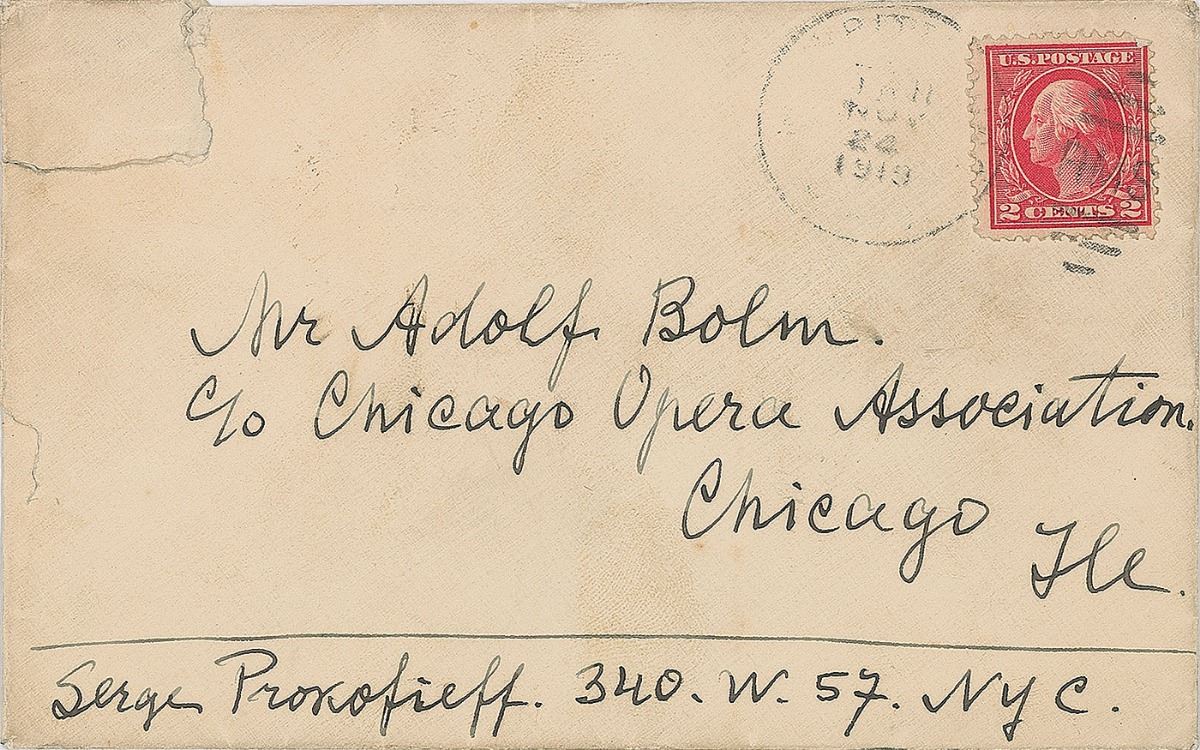 U.S. POSTAGE
2 CENTS 2
NOV
22
1919
Mr Adolf Bolm.
c/o Chicago Opera Association.
Chicago
Ile.
Serge Prokofieff. 340. W. 57. NYC.